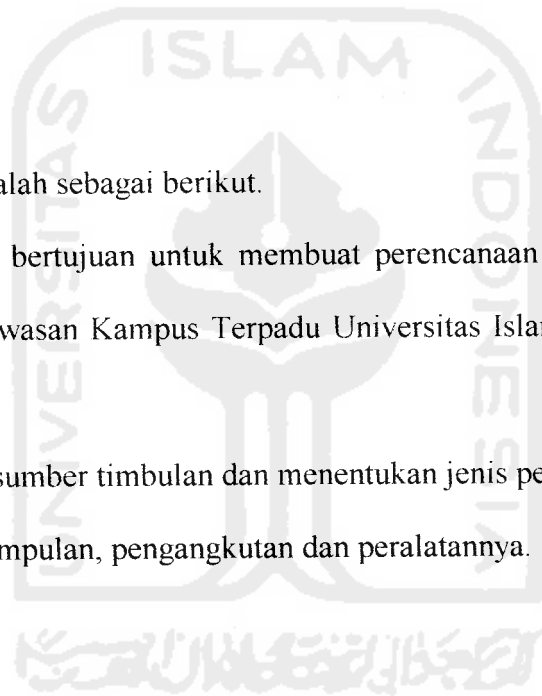 ISLAM
UNIVERSITAS
INDONESIA
alah sebagai berikut.
bertujuan untuk membuat perencanaan
wasan Kampus Terpadu Universitas Islam
sumber timbulan dan menentukan jenis pe
mpulan, pengangkutan dan peralatannya.